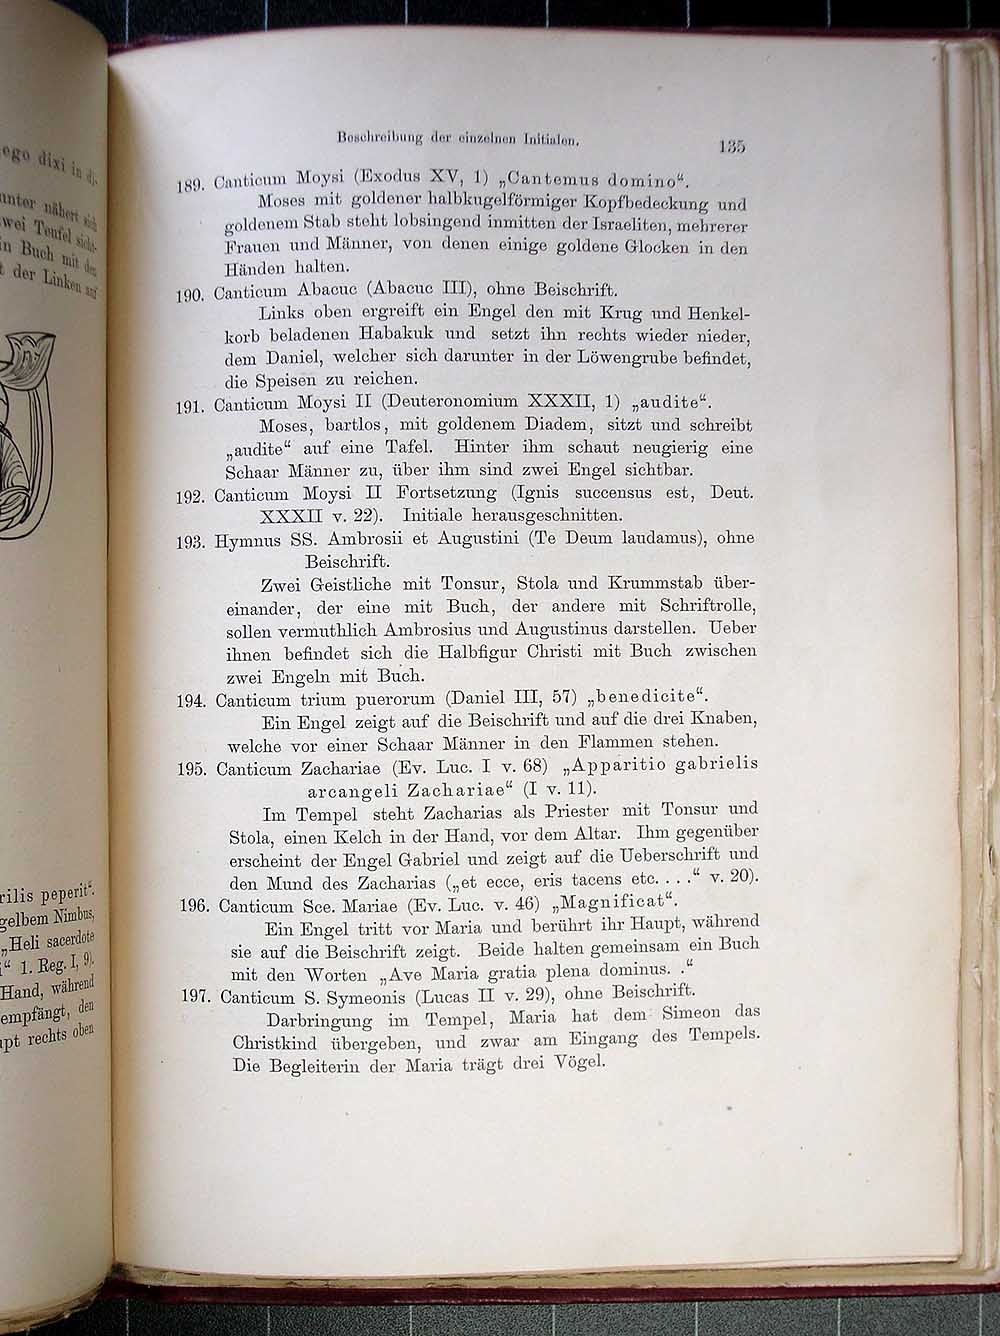 ego dixi in di-
unter nähert sich
wei Teufel sicht-
in Buch mit den
t der Linken auf
rilis peperit“.
gelbem Nimbus,
„Heli sacerdote
i“ 1. Reg. I, 9).
Hand, während
empfängt, den
upt rechts oben
Beschreibung der einzelnen Initialen. 135
189. Canticum Moysi (Exodus XV, 1) „Cantemus domino“.
Moses mit goldener halbkugelförmiger Kopfbedeckung und
goldenem Stab steht lobsingend inmitten der Israeliten, mehrerer
Frauen und Männer, von denen einige goldene Glocken in den
Händen halten.
190. Canticum Abacuc (Abacuc III), ohne Beischrift.
Links oben ergreift ein Engel den mit Krug und Henkel-
korb beladenen Habakuk und setzt ihn rechts wieder nieder,
dem Daniel, welcher sich darunter in der Löwengrube befindet,
die Speisen zu reichen.
191. Canticum Moysi II (Deuteronomium XXXII, 1) „audite“.
Moses, bartlos, mit goldenem Diadem, sitzt und schreibt
„audite“ auf eine Tafel. Hinter ihm schaut neugierig eine
Schaar Männer zu, über ihm sind zwei Engel sichtbar.
192. Canticum Moysi II Fortsetzung (Ignis succensus est, Deut.
XXXII v. 22). Initiale herausgeschnitten.
193. Hymnus SS. Ambrosii et Augustini (Te Deum laudamus), ohne
Beischrift.
Zwei Geistliche mit Tonsur, Stola und Krummstab über-
einander, der eine mit Buch, der andere mit Schriftrolle,
sollen vermuthlich Ambrosius und Augustinus darstellen. Ueber
ihnen befindet sich die Halbfigur Christi mit Buch zwischen
zwei Engeln mit Buch.
194. Canticum trium puerorum (Daniel III, 57) „benedicite“.
Ein Engel zeigt auf die Beischrift und auf die drei Knaben,
welche vor einer Schaar Männer in den Flammen stehen.
195. Canticum Zachariae (Ev. Luc. I v. 68) „Apparitio gabrielis
arcangeli Zachariae“ (I v. 11).
Im Tempel steht Zacharias als Priester mit Tonsur und
Stola, einen Kelch in der Hand, vor dem Altar. Ihm gegenüber
erscheint der Engel Gabriel und zeigt auf die Ueberschrift und
den Mund des Zacharias („et ecce, eris tacens etc. . . .“ v. 20).
196. Canticum Sce. Mariae (Ev. Luc. v. 46) „Magnificat“.
Ein Engel tritt vor Maria und berührt ihr Haupt, während
sie auf die Beischrift zeigt. Beide halten gemeinsam ein Buch
mit den Worten „Ave Maria gratia plena dominus. .“
197. Canticum S. Symeonis (Lucas II v. 29), ohne Beischrift.
Darbringung im Tempel, Maria hat dem Simeon das
Christkind übergeben, und zwar am Eingang des Tempels.
Die Begleiterin der Maria trägt drei Vögel.